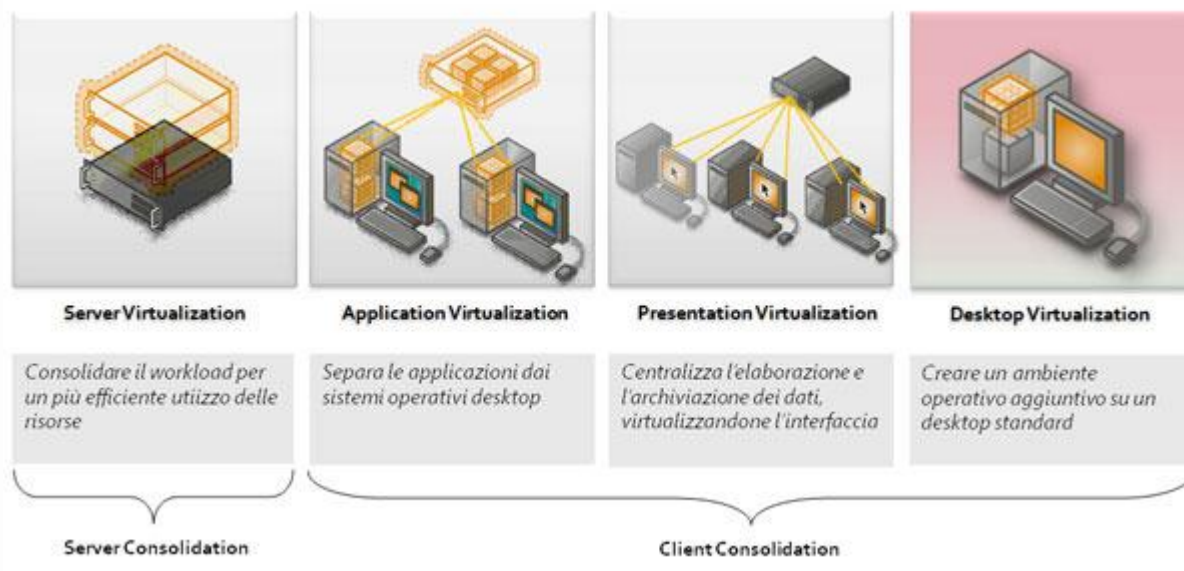 Server Virtualization
Application Virtualization
Presentation Virtualization
Desktop Virtualization
Consolidare il workload per
un più efficiente utiizzo delle
risorse
Separa le applicazioni dai
sistemi operativi desktop
Centralizza l'elaborazione e
l'archiviazione dei dati,
virtualizzandone l'interfaccia
Creare un ambiente
operativo aggiuntivo su un
desktop standard
Server Consolidation
Client Consolidation